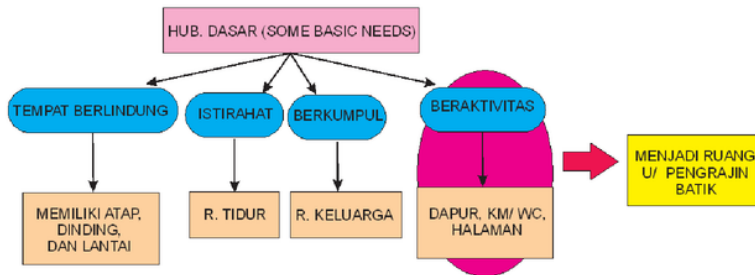 HUB. DASAR (SOME BASIC NEEDS)
TEMPAT BERLINDUNG
ISTIRAHAT
BERKUMPUL
BERAKTIVITAS
MEMILIKI ATAP,
DINDING,
DAN LANTAI
R. TIDUR
R. KELUARGA
DAPUR, KM/ WC,
HALAMAN
MENJADI RUANG
U/ PENGRAJIN
BATIK